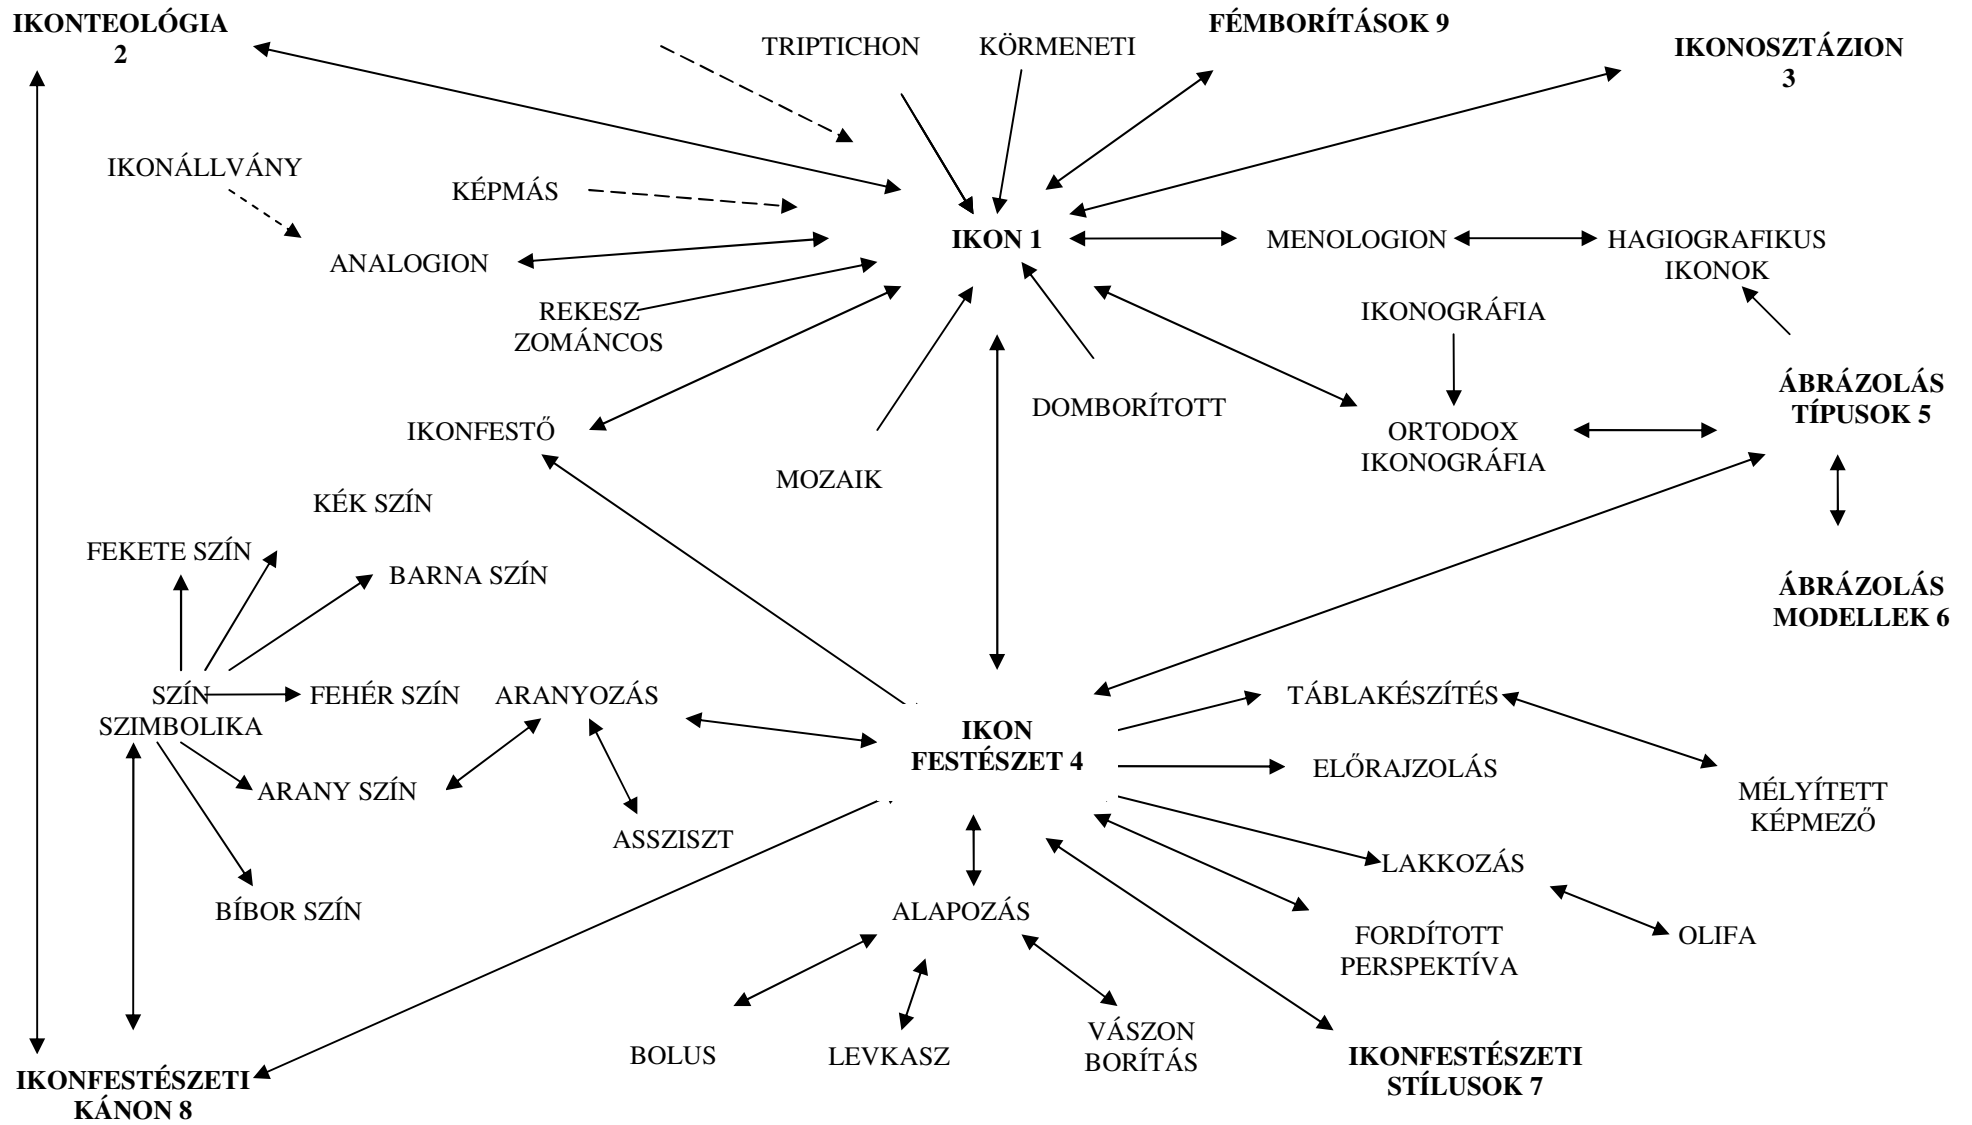 IKONTEOLÓGIA
2
TRIPTICHON
KÖRMENETI
FÉMBORÍTÁSOK 9
IKONOSZTÁZION
3
IKONÁLLVÁNY
KÉPMÁS
ANALOGION
IKON 1
MENOLOGION
HAGIOGRAFIKUS
IKONOK
REKESZ
ZOMÁNCOS
IKONOGRÁFIA
DOMBORÍTOTT
ÁBRÁZOLÁS
TÍPUSOK 5
IKONFESTŐ
ORTODOX
IKONOGRÁFIA
MOZAIK
KÉK SZÍN
FEKETE SZÍN
BARNA SZÍN
ÁBRÁZOLÁS
MODELLEK 6
SZÍN
SZIMBOLIKA
FEHÉR SZÍN
ARANYOZÁS
IKON
FESTÉSZET 4
TÁBLAKÉSZÍTÉS
ELŐRAJZOLÁS
ARANY SZÍN
MÉLYÍTETT
KÉPMEZŐ
ASSZISZT
LAKKOZÁS
BÍBOR SZÍN
ALAPOZÁS
FORDÍTOTT
PERSPEKTÍVA
OLIFA
BOLUS
LEVKASZ
VÁSZON
BORÍTÁS
IKONFESTÉSZETI
STÍLUSOK 7
IKONFESTÉSZETI
KÁNON 8